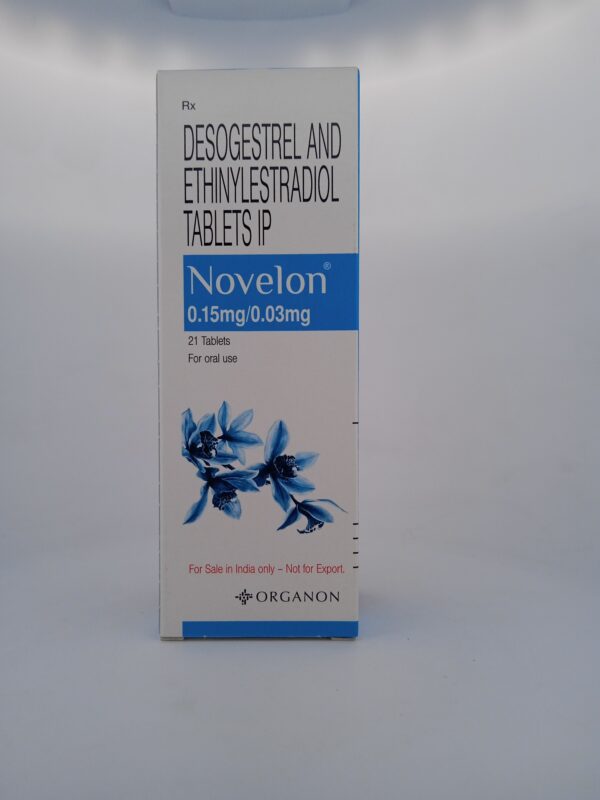 Rx
DESOGESTREL AND
ETHINYLESTRADIOL
TABLETS IP
Novelon®
0.15mg/0.03mg
21 Tablets
For oral use
For Sale in India only – Not for Export.
ORGANON